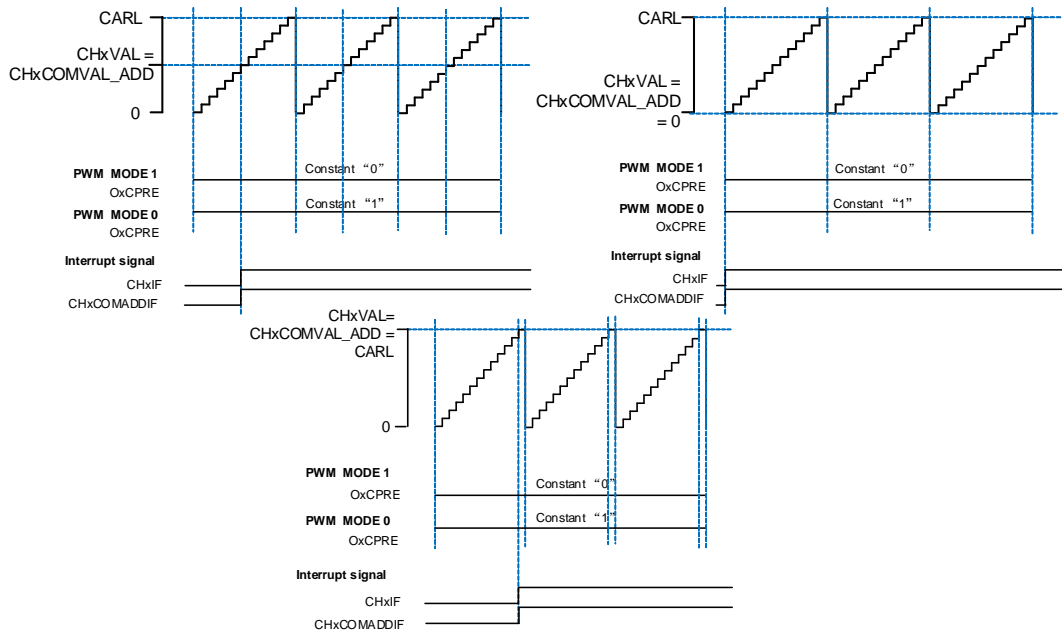 CARL
CHxVAL =
CHxCOMVAL_ADD
0
PWM MODE 1
OxCPRE
Constant “0”
PWM MODE 0
OxCPRE
Constant “1”
Interrupt signal
CHxIF
CHxCOMADDIF
CARL
CHxVAL =
CHxCOMVAL_ADD
= 0
PWM MODE 1
OxCPRE
Constant “0”
PWM MODE 0
OxCPRE
Constant “1”
Interrupt signal
CHxIF
CHxCOMADDIF
CHxVAL=
CHxCOMVAL_ADD =
CARL
0
PWM MODE 1
OxCPRE
Constant “0”
PWM MODE 0
OxCPRE
Constant “1”
Interrupt signal
CHxIF
CHxCOMADDIF